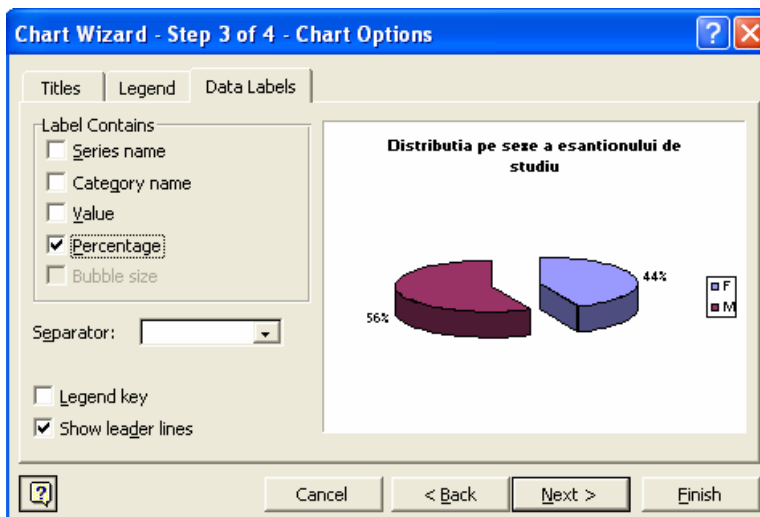 Chart Wizard - Step 3 of 4 - Chart Options
Titles
Legend
Data Labels
Label Contains
Series name
Category name
Value
Percentage
Bubble size
Separator:
Legend key
Show leader lines
Distributia pe sexe a esantionului de
studiu
44%
56%
F
M
Cancel
< Back
Next >
Finish